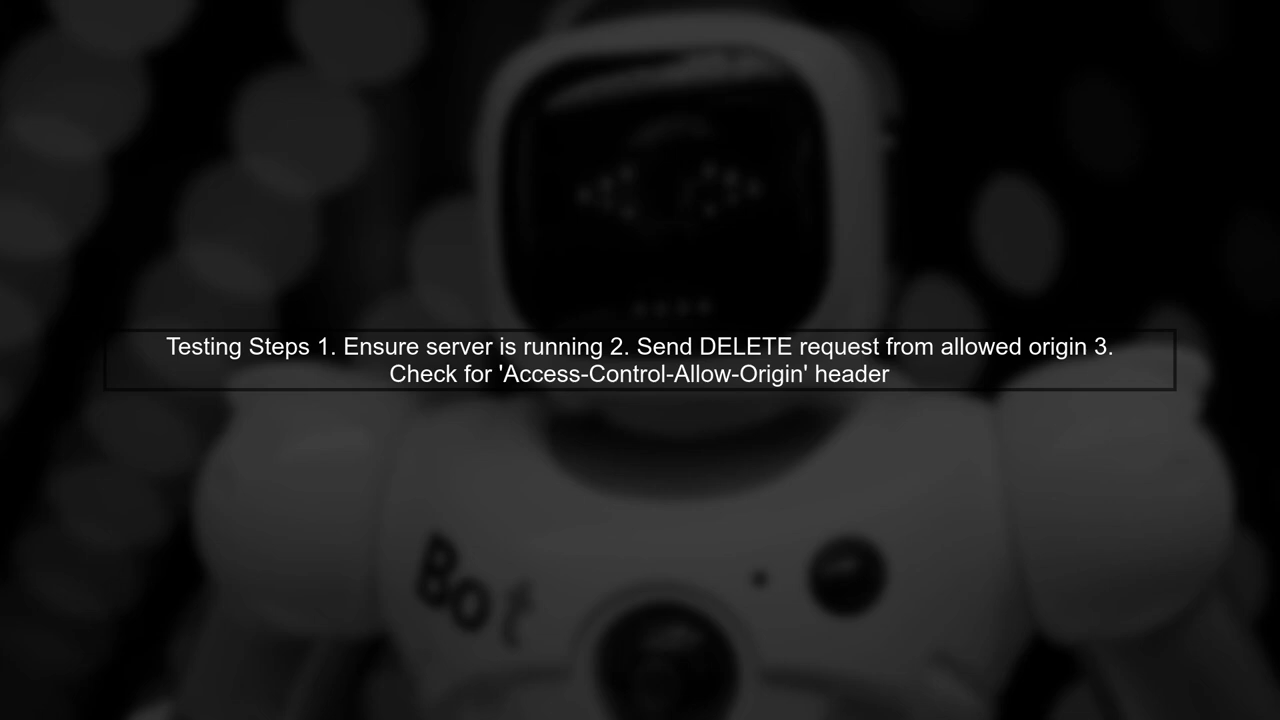 Testing Steps 1. Ensure server is running 2. Send DELETE request from allowed origin 3.
Check for 'Access-Control-Allow-Origin' header
Bot